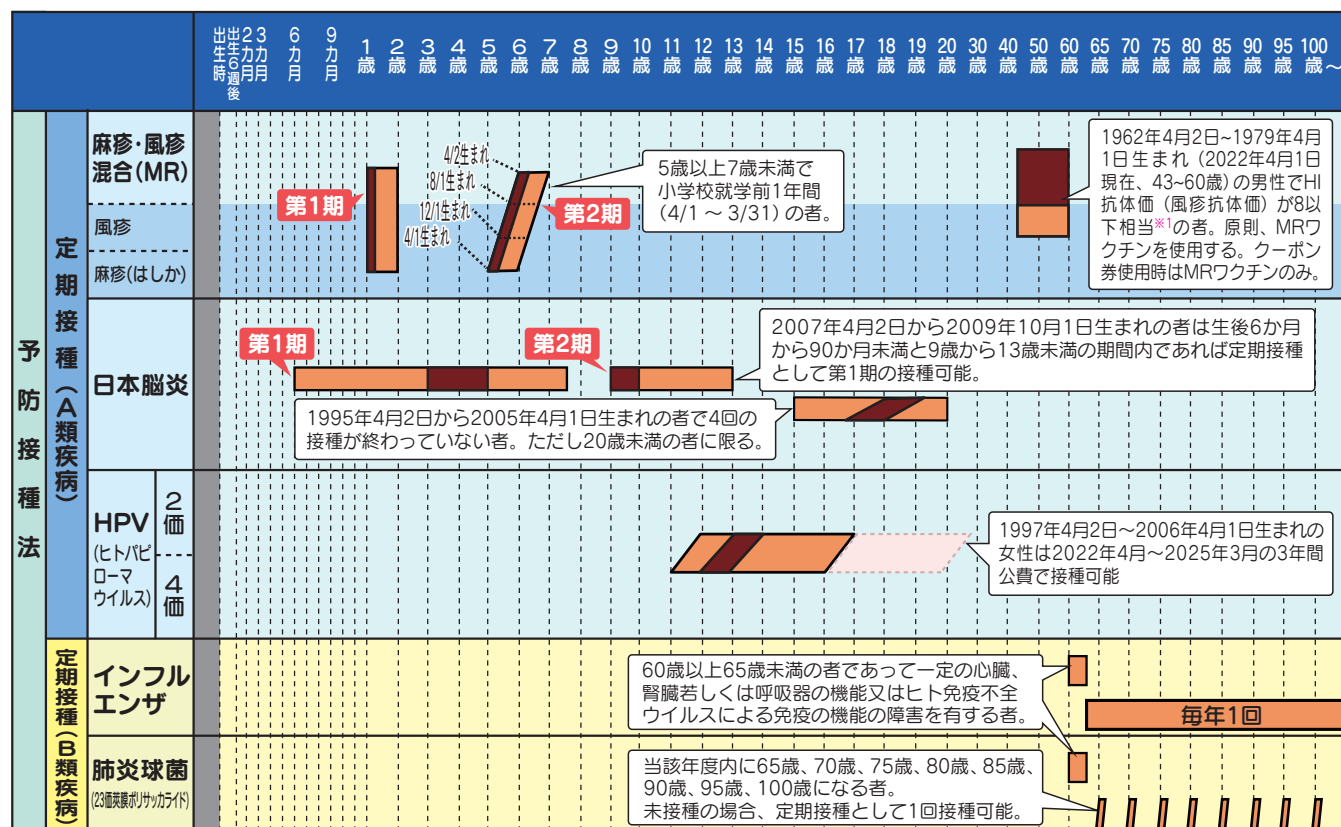 出生時
出生6週後
2カ月
3カ月
6カ月
9カ月
1歳
2歳
3歳
4歳
5歳
6歳
7歳
8歳
9歳
10歳
11歳
12歳
13歳
14歳
15歳
16歳
17歳
18歳
19歳
20歳
30歳
40歳
50歳
60歳
65歳
70歳
75歳
80歳
85歳
90歳
95歳
100歳～
予防接種法
定期接種(A類疾病)
麻疹・風疹
混合(MR)
風疹
麻疹(はしか)
第1期
4/2生まれ
8/1生まれ
12/1生まれ
4/1生まれ
第2期
5歳以上7歳未満で
小学校就学前1年間
(4/1 ～ 3/31) の者。
1962年4月2日~1979年4月
1日生まれ (2022年4月1日
現在、43~60歳) の男性でHI
抗体価 (風疹抗体価) が8以
下相当※1の者。原則、MRワ
クチンを使用する。クーポン
券使用時はMRワクチンのみ。
日本脳炎
第1期
第2期
2007年4月2日から2009年10月1日生まれの者は生後6か月
から90か月未満と9歳から13歳未満の期間内であれば定期接種
として第1期の接種可能。
1995年4月2日から2005年4月1日生まれの者で4回の
接種が終わっていない者。ただし20歳未満の者に限る。
HPV
(ヒトパピ
ローマ
ウイルス)
2価
4価
1997年4月2日～2006年4月1日生まれの
女性は2022年4月～2025年3月の3年間
公費で接種可能
定期接種(B類疾病)
インフル
エンザ
60歳以上65歳未満の者であって一定の心臓、
腎臓若しくは呼吸器の機能又はヒト免疫不全
ウイルスによる免疫の機能の障害を有する者。
毎年1回
肺炎球菌
(23価莢膜ポリサッカライド)
当該年度内に65歳、70歳、75歳、80歳、85歳、
90歳、95歳、100歳になる者。
未接種の場合、定期接種として1回接種可能。